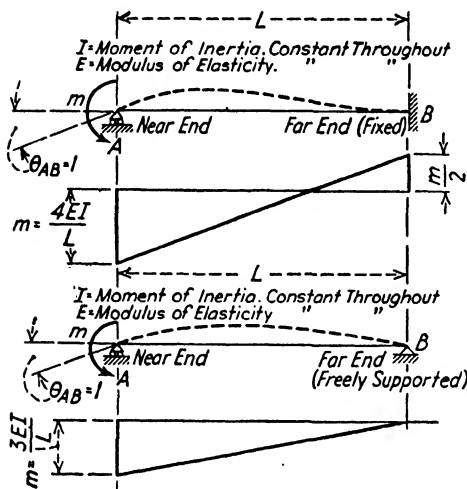 L
I=Moment of Inertia. Constant Throughout
E=Modulus of Elasticity. " "
m
A
Near End
Far End (Fixed)
B
θAB=1
m = 4EI/L
m/2
L
I=Moment of Inertia. Constant Throughout
E=Modulus of Elasticity " "
m
A
Near End
Far End
(Freely Supported)
B
θAB=1
m = 3EI/L